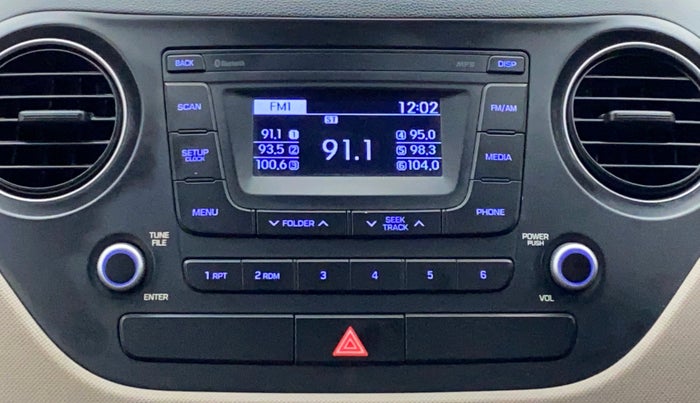 BACK Bluetooth MP3 DISP
SCAN FM1 12:02 FM/AM
ST
91.1 1 4 95.0
SETUP 93.5 2 91.1 5 98.3 MEDIA
CLOCK 100.6 3 6 104.0
MENU FOLDER SEEK PHONE
TRACK
TUNE POWER
FILE PUSH
1 RPT 2 RDM 3 4 5 6
ENTER VOL